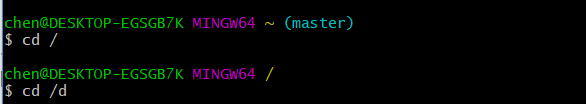 chen@DESKTOP-EGSGB7K MINGW64 ~ (master)
$ cd /
chen@DESKTOP-EGSGB7K MINGW64 /
$ cd /d